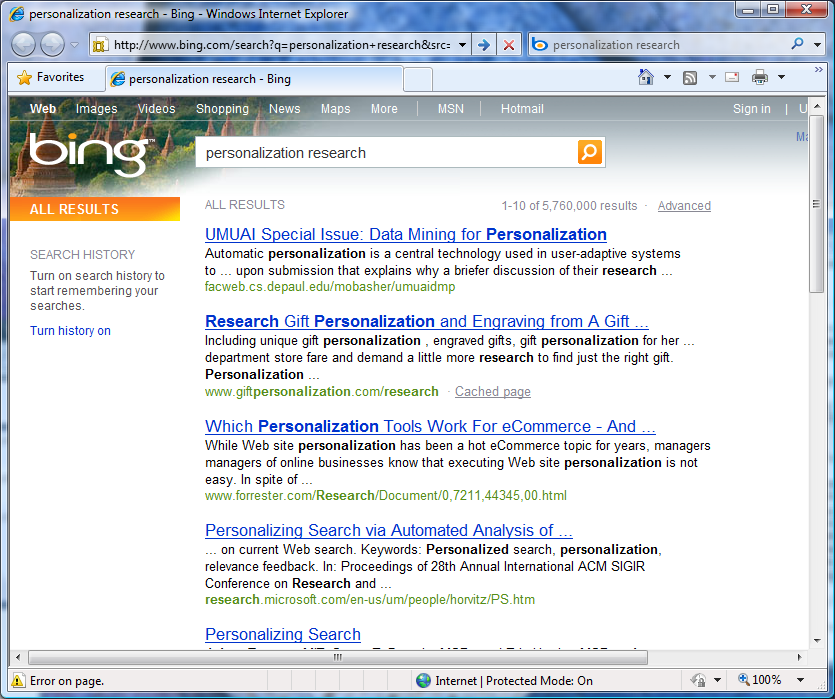 personalization research - Bing - Windows Internet Explorer
http://www.bing.com/search?q=personalization+research&src=
personalization research
Favorites
personalization research - Bing
Web Images Videos Shopping News Maps More | MSN | Hotmail Sign in | U
bing™
personalization research
Ma
ALL RESULTS
ALL RESULTS 1-10 of 5,760,000 results · Advanced
SEARCH HISTORY
Turn on search history to
start remembering your
searches.
Turn history on
UMUAI Special Issue: Data Mining for Personalization
Automatic personalization is a central technology used in user-adaptive systems
to ... upon submission that explains why a briefer discussion of their research ...
facweb.cs.depaul.edu/mobasher/umuaidmp
Research Gift Personalization and Engraving from A Gift ...
Including unique gift personalization , engraved gifts, gift personalization for her ...
department store fare and demand a little more research to find just the right gift.
Personalization ...
www.giftpersonalization.com/research · Cached page
Which Personalization Tools Work For eCommerce - And ...
While Web site personalization has been a hot eCommerce topic for years, managers
managers of online businesses know that executing Web site personalization is not
easy. In spite of ...
www.forrester.com/Research/Document/0,7211,44345,00.html
Personalizing Search via Automated Analysis of ...
... on current Web search. Keywords: Personalized search, personalization,
relevance feedback. In: Proceedings of 28th Annual International ACM SIGIR
Conference on Research and ...
research.microsoft.com/en-us/um/people/horvitz/PS.htm
Personalizing Search
Error on page.
Internet | Protected Mode: On
100%